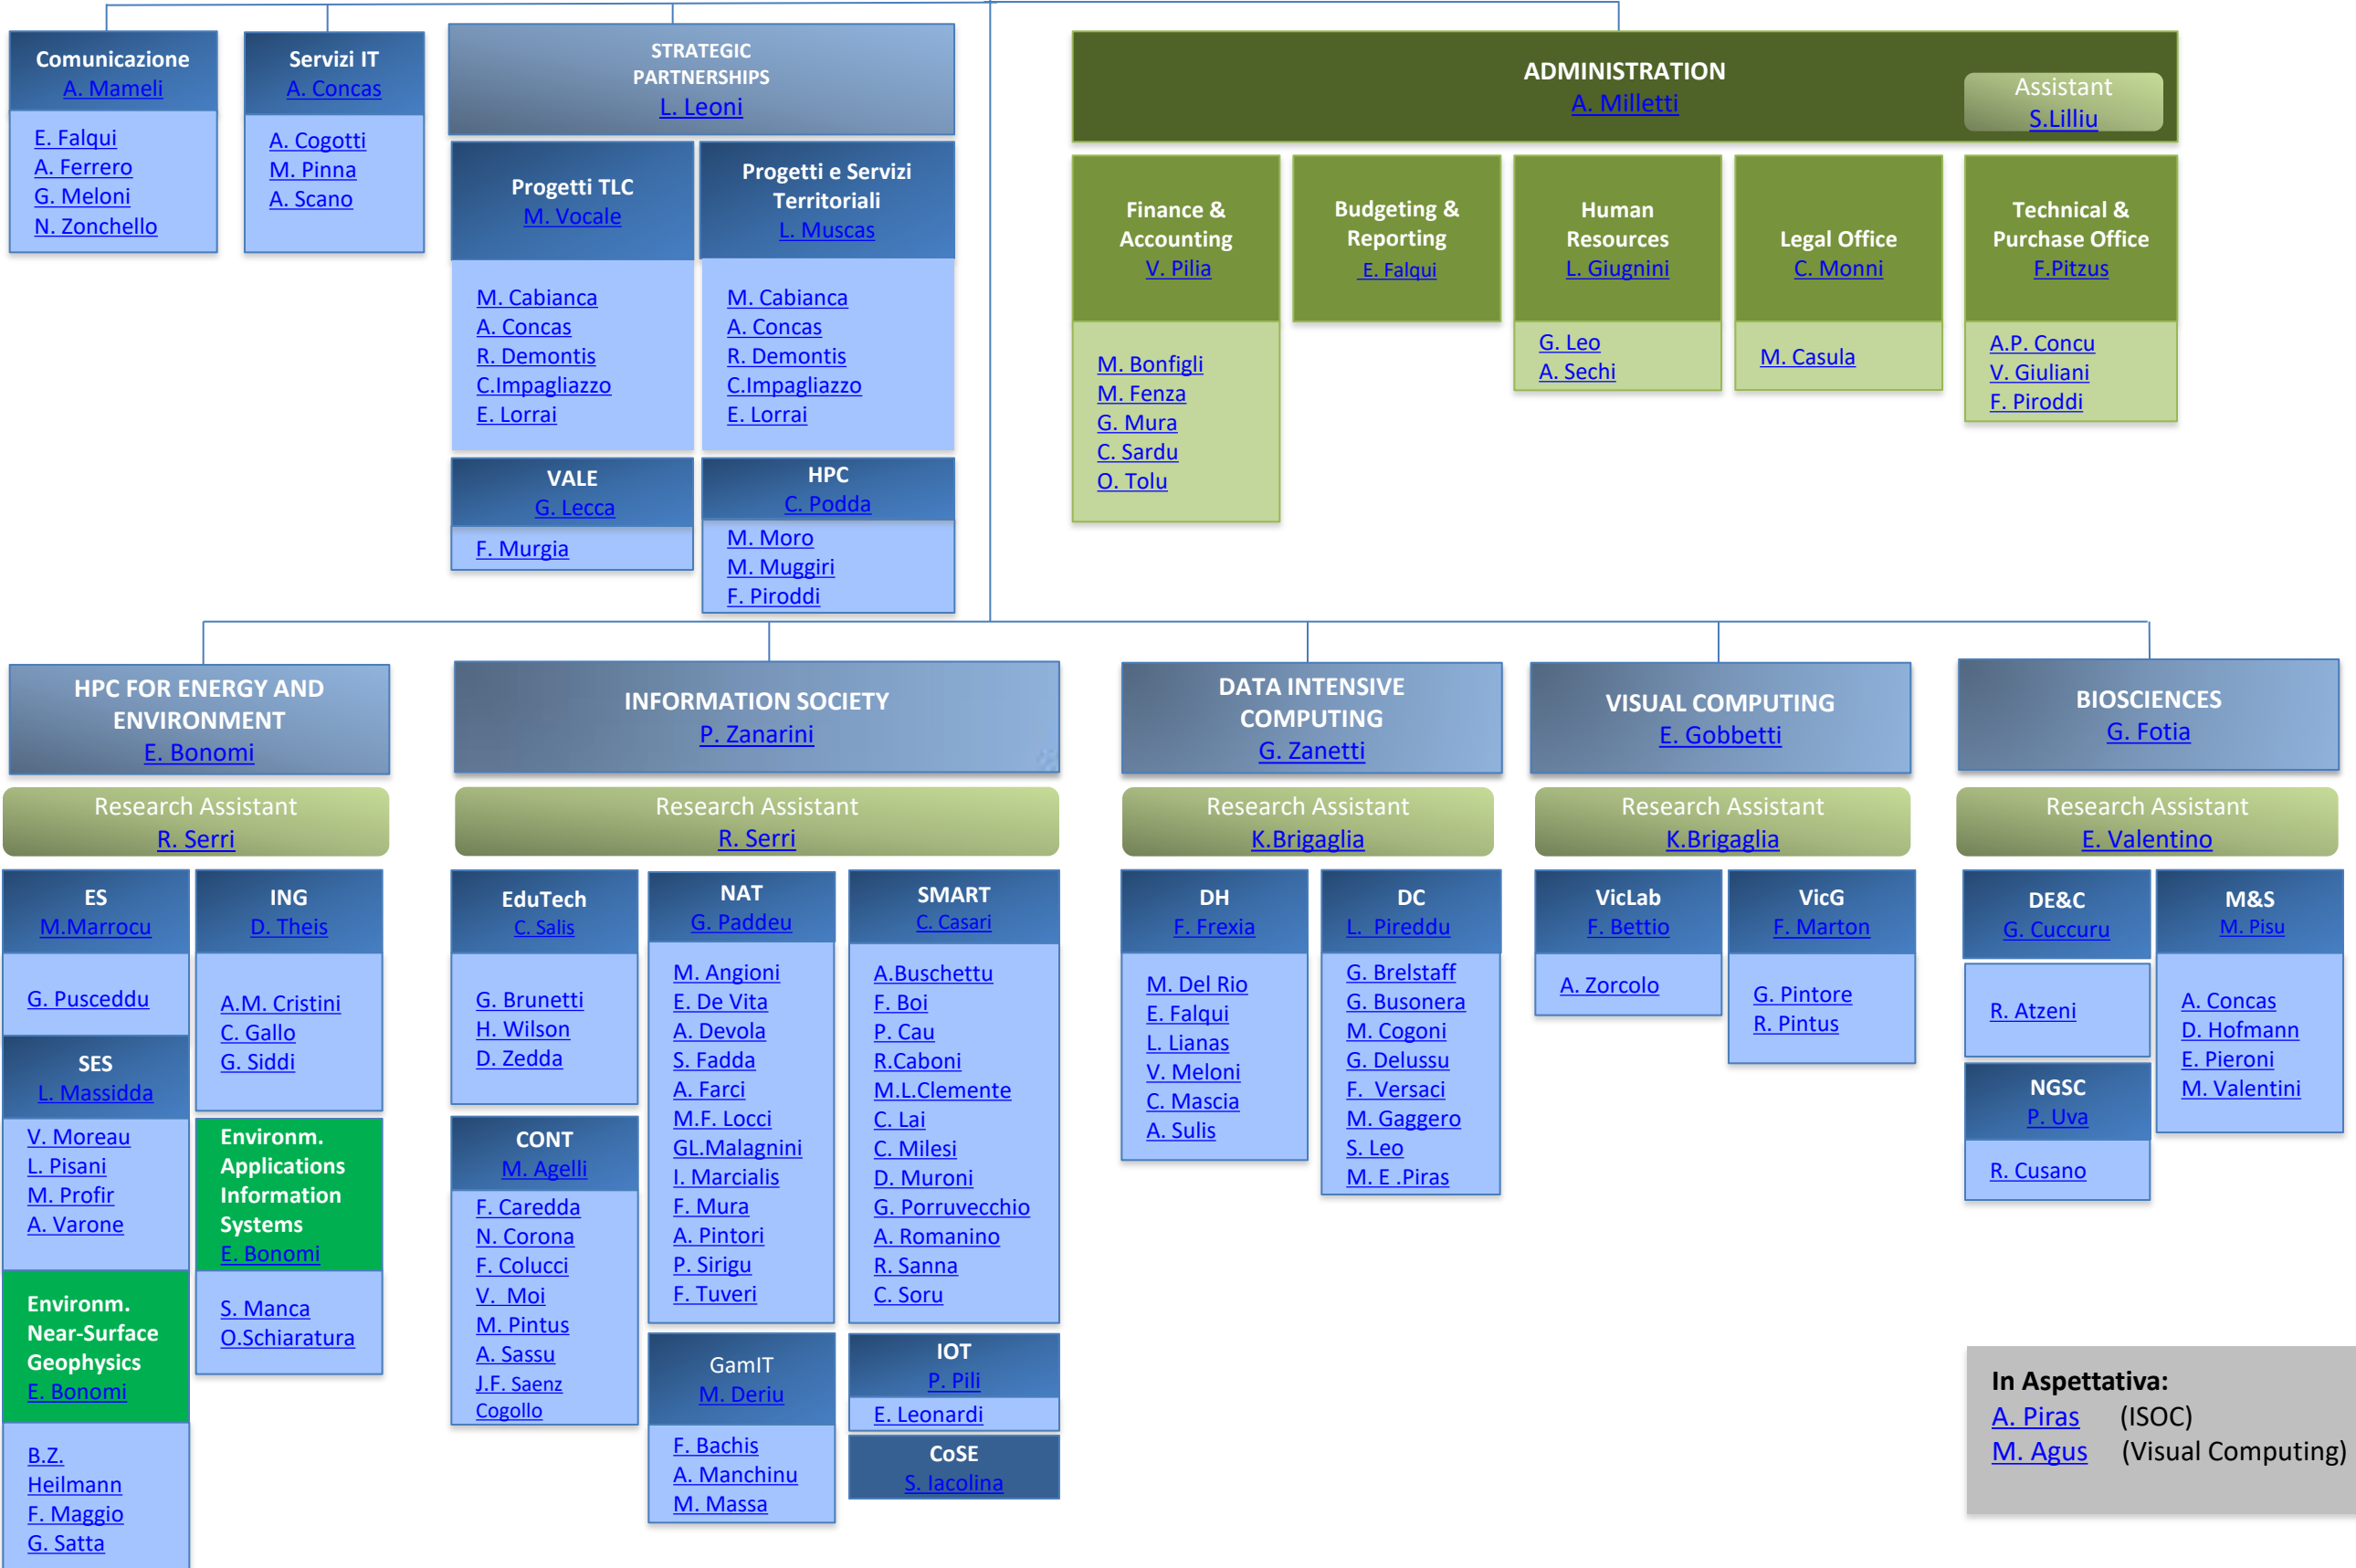 Comunicazione
A. Mameli
E. Falqui
A. Ferrero
G. Meloni
N. Zonchello
Servizi IT
A. Concas
A. Cogotti
M. Pinna
A. Scano
STRATEGIC
PARTNERSHIPS
L. Leoni
Progetti TLC
M. Vocale
M. Cabianca
A. Concas
R. Demontis
C.Impagliazzo
E. Lorrai
Progetti e Servizi
Territoriali
L. Muscas
M. Cabianca
A. Concas
R. Demontis
C.Impagliazzo
E. Lorrai
VALE
G. Lecca
F. Murgia
HPC
C. Podda
M. Moro
M. Muggiri
F. Piroddi
ADMINISTRATION
A. Milletti
Assistant
S.Lilliu
Finance &
Accounting
V. Pilia
M. Bonfigli
M. Fenza
G. Mura
C. Sardu
O. Tolu
Budgeting &
Reporting
E. Falqui
Human
Resources
L. Giugnini
G. Leo
A. Sechi
Legal Office
C. Monni
M. Casula
Technical &
Purchase Office
F.Pitzus
A.P. Concu
V. Giuliani
F. Piroddi
HPC FOR ENERGY AND
ENVIRONMENT
E. Bonomi
Research Assistant
R. Serri
ES
M.Marrocu
G. Pusceddu
SES
L. Massidda
V. Moreau
L. Pisani
M. Profir
A. Varone
Environm.
Near-Surface
Geophysics
E. Bonomi
B.Z.
Heilmann
F. Maggio
G. Satta
ING
D. Theis
A.M. Cristini
C. Gallo
G. Siddi
Environm.
Applications
Information
Systems
E. Bonomi
S. Manca
O.Schiaratura
INFORMATION SOCIETY
P. Zanarini
Research Assistant
R. Serri
EduTech
C. Salis
G. Brunetti
H. Wilson
D. Zedda
CONT
M. Agelli
F. Caredda
N. Corona
F. Colucci
V. Moi
M. Pintus
A. Sassu
J.F. Saenz
Cogollo
NAT
G. Paddeu
M. Angioni
E. De Vita
A. Devola
S. Fadda
A. Farci
M.F. Locci
GL.Malagnini
I. Marcialis
F. Mura
A. Pintori
P. Sirigu
F. Tuveri
GamIT
M. Deriu
F. Bachis
A. Manchinu
M. Massa
SMART
C. Casari
A.Buschettu
F. Boi
P. Cau
R.Caboni
M.L.Clemente
C. Lai
C. Milesi
D. Muroni
G. Porruvecchio
A. Romanino
R. Sanna
C. Soru
IOT
P. Pili
E. Leonardi
CoSE
S. Iacolina
DATA INTENSIVE
COMPUTING
G. Zanetti
Research Assistant
K.Brigaglia
DH
F. Frexia
M. Del Rio
E. Falqui
L. Lianas
V. Meloni
C. Mascia
A. Sulis
DC
L. Pireddu
G. Brelstaff
G. Busonera
M. Cogoni
G. Delussu
F. Versaci
M. Gaggero
S. Leo
M. E .Piras
VISUAL COMPUTING
E. Gobbetti
Research Assistant
K.Brigaglia
VicLab
F. Bettio
A. Zorcolo
VicG
F. Marton
G. Pintore
R. Pintus
BIOSCIENCES
G. Fotia
Research Assistant
E. Valentino
DE&C
G. Cuccuru
R. Atzeni
NGSC
P. Uva
R. Cusano
M&S
M. Pisu
A. Concas
D. Hofmann
E. Pieroni
M. Valentini
In Aspettativa:
A. Piras (ISOC)
M. Agus (Visual Computing)